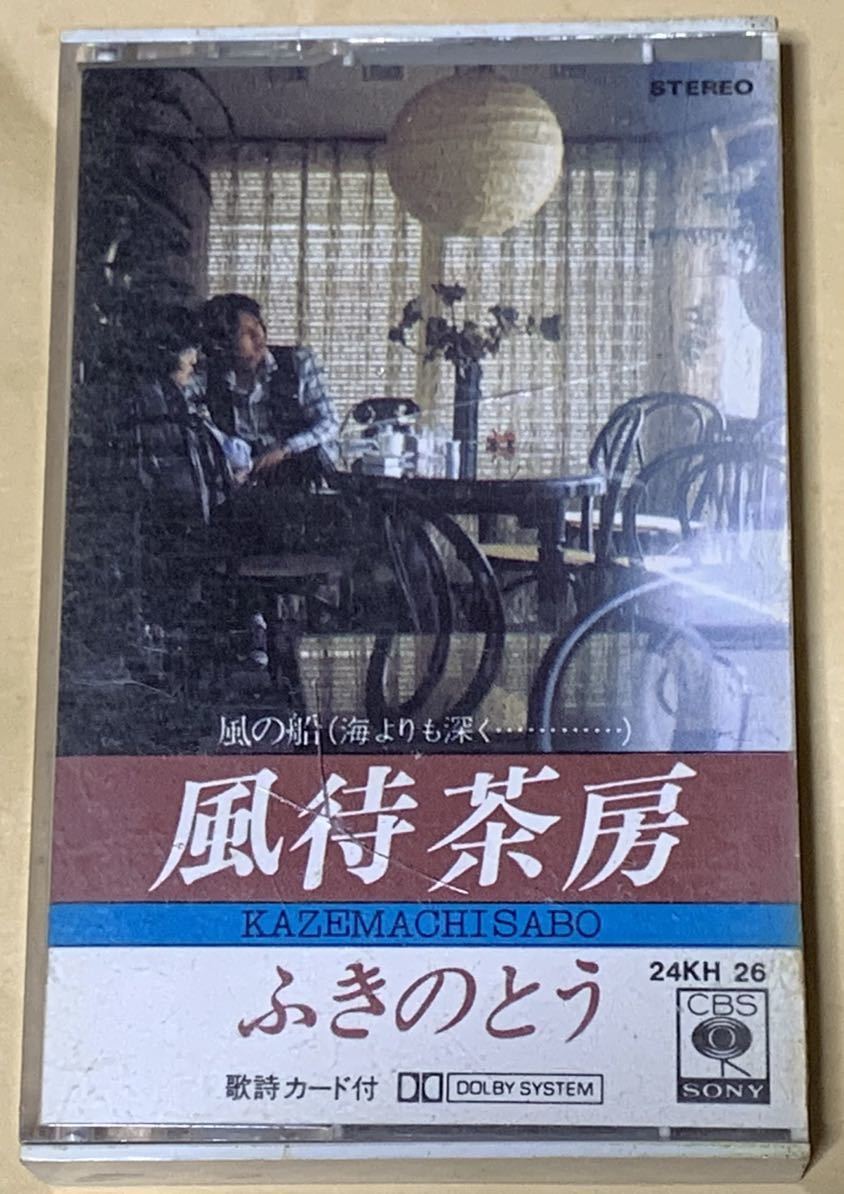 STEREO
風の船(海よりも深く…………)
風待茶房
KAZEMACHISABO
ふきのとう
24KH 26
CBS
SONY
歌詩カード付 DOLBY SYSTEM